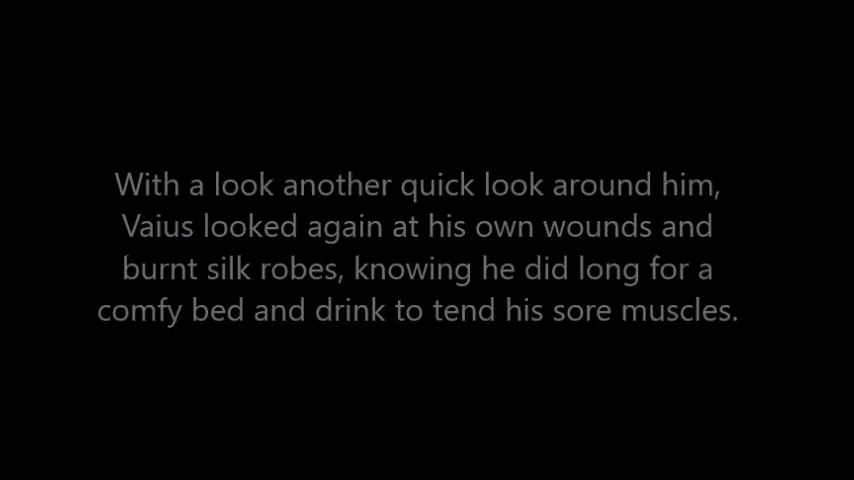 With a look another quick look around him,
Vaius looked again at his own wounds and
burnt silk robes, knowing he did long for a
comfy bed and drink to tend his sore muscles.